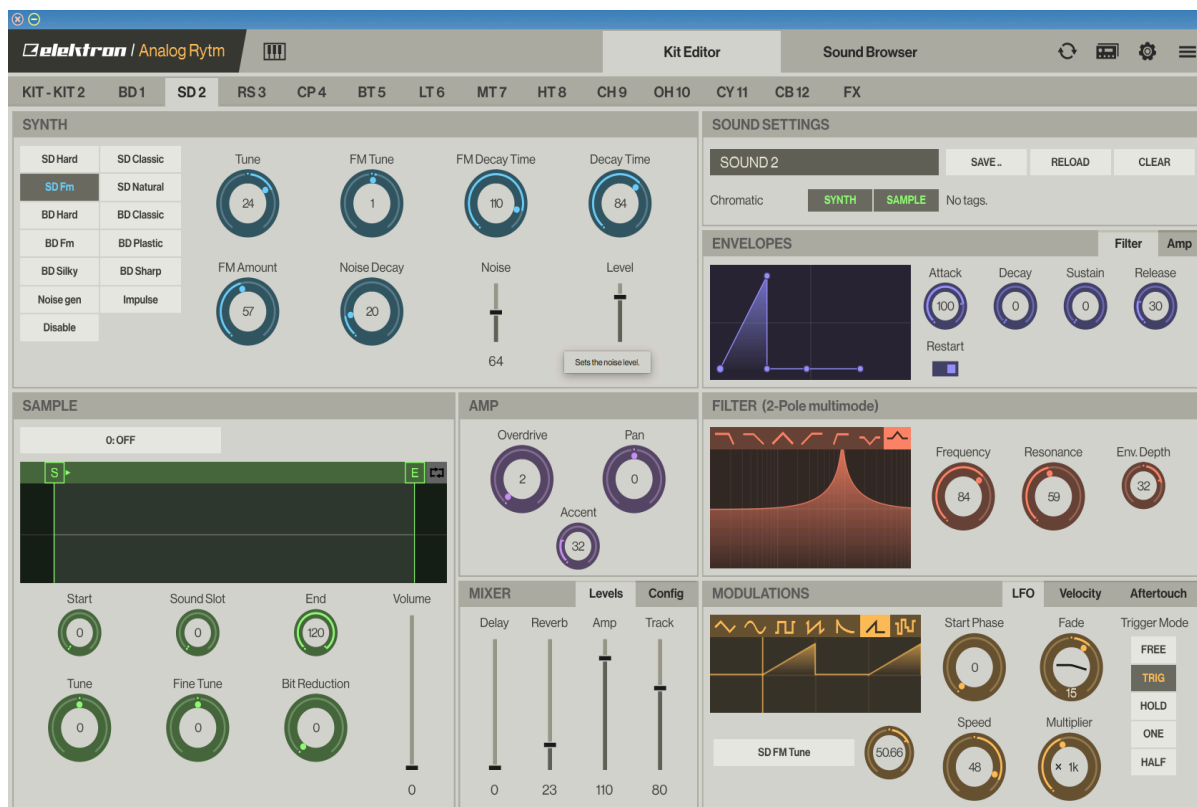 elektron | Analog Rytm
Kit Editor
Sound Browser
KIT - KIT 2 BD 1 SD 2 RS 3 CP 4 BT 5 LT 6 MT 7 HT 8 CH 9 OH 10 CY 11 CB 12 FX
SYNTH
SD Hard SD Classic
SD Fm SD Natural
BD Hard BD Classic
BD Fm BD Plastic
BD Silky BD Sharp
Noise gen Impulse
Disable
Tune FM Tune FM Decay Time Decay Time
24 1 110 84
FM Amount Noise Decay Noise Level
57 20
64
Sets the noise level.
SOUND SETTINGS
SOUND 2 SAVE .. RELOAD CLEAR
Chromatic SYNTH SAMPLE No tags.
ENVELOPES Filter Amp
Attack Decay Sustain Release
100 0 0 30
Restart
SAMPLE
0: OFF
S E
Start Sound Slot End Volume
0 0 120
Tune Fine Tune Bit Reduction
0 0 0
0
AMP
Overdrive Pan
2 0
Accent
32
FILTER (2-Pole multimode)
Frequency Resonance Env. Depth
84 59 32
MIXER Levels Config
Delay Reverb Amp Track
0 23 110 80
MODULATIONS LFO Velocity Aftertouch
Start Phase Fade Trigger Mode
0 15
FREE
TRIG
HOLD
ONE
HALF
Speed Multiplier
SD FM Tune 50.66 48 × 1k